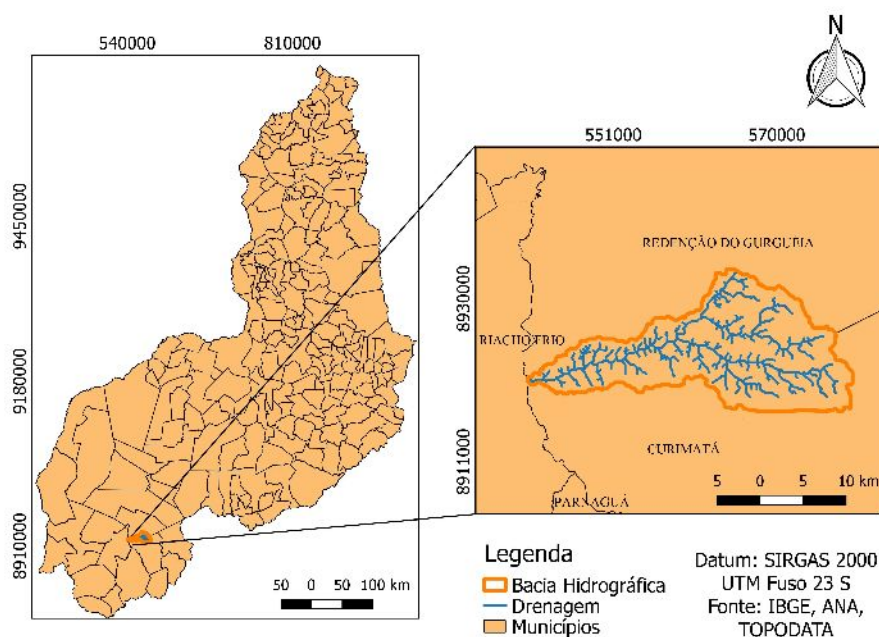 540000
810000
N
551000
570000
9450000
9180000
8910000
8930000
8911000
REDENÇÃO DO GURGUÉIA
RIACHO FRIO
CURIMATÁ
PARNAGUÁ
5 0 5 10 km
50 0 50 100 km
Legenda
Bacia Hidrográfica
Drenagem
Municípios
Datum: SIRGAS 2000
UTM Fuso 23 S
Fonte: IBGE, ANA,
TOPODATA